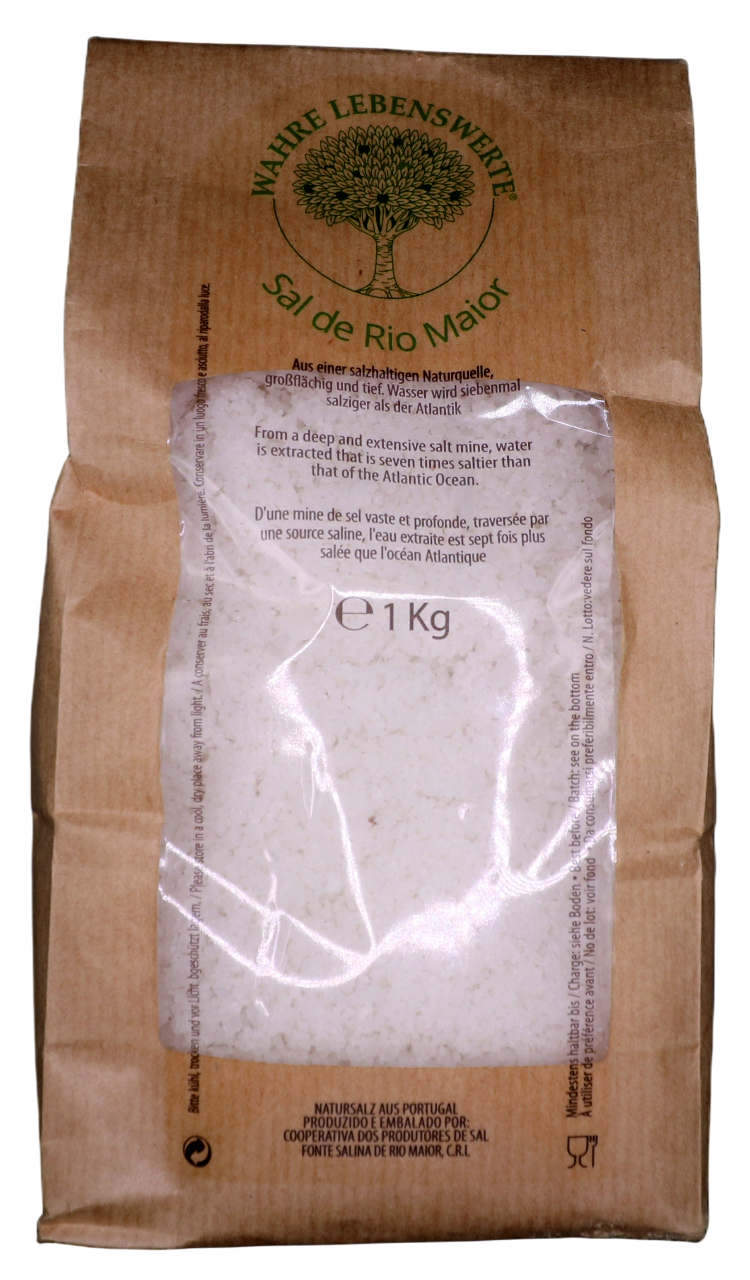 WAHRE LEBENSWERTE®
Sal de Rio Maior
Aus einer salzhaltigen Naturquelle,
großflächig und tief. Wasser wird siebenmal
salziger als der Atlantik
From a deep and extensive salt mine, water
is extracted that is seven times saltier than
that of the Atlantic Ocean.
D'une mine de sel vaste et profonde, traversée par
une source saline, l'eau extraite est sept fois plus
salée que l'océan Atlantique
℮ 1 Kg
Bitte kühl, trocken und vor Licht bgeschützt lagern. / Please store in a cool, dry place away from light. / A conserver au frais, au sec et à l'abri de la lumière. Conservare in un luogo fresco e asciutto, al riparodalla luce.
Mindestens haltbar bis / Charge: siehe Boden • Best before / Batch: see on the bottom
À utiliser de préférence avant / No de lot: voir fond • Da consumarsi preferibilmente entro / N. Lotto:vedere sul fondo
NATURSALZ AUS PORTUGAL
PRODUZIDO E EMBALADO POR:
COOPERATIVA DOS PRODUTORES DE SAL
FONTE SALINA DE RIO MAIOR, C.R.L